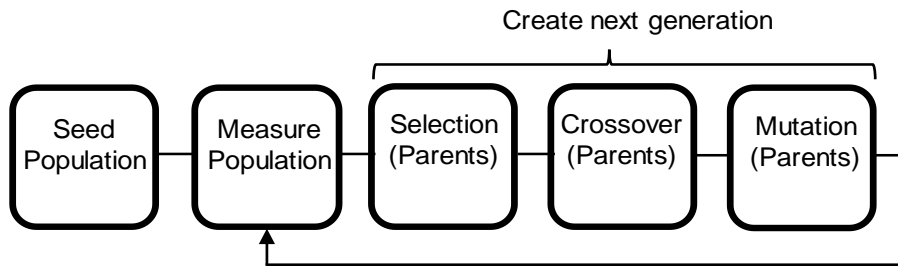 Create next generation
Seed
Population
Measure
Population
Selection
(Parents)
Crossover
(Parents)
Mutation
(Parents)